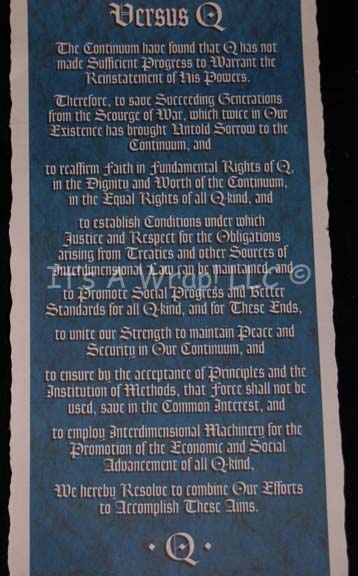 Versus Q
The Continuum have found that Q has not
made Sufficient Progress to Warrant the
Reinstatement of His Powers.
Therefore, to save Succeeding Generations
from the Scourge of War, which twice in Our
Existence has brought Untold Sorrow to the
Continuum, and
to reaffirm Faith in Fundamental Rights of Q,
in the Dignity and Worth of the Continuum,
in the Equal Rights of all Q-kind, and
to establish Conditions under which
Justice and Respect for the Obligations
arising from Treaties and other Sources of
Interdimensional Law can be maintained, and
IT'S A Wrap! LLC ©
to Promote Social Progress and Better
Standards for all Q-kind, and for These Ends,
to unite our Strength to maintain Peace and
Security in Our Continuum, and
to ensure by the acceptance of Principles and the
Institution of Methods, that Force shall not be
used, save in the Common Interest, and
to employ Interdimensional Machinery for the
Promotion of the Economic and Social
Advancement of all Q-kind,
We hereby Resolve to combine Our Efforts
to Accomplish These Aims.
· Q ·